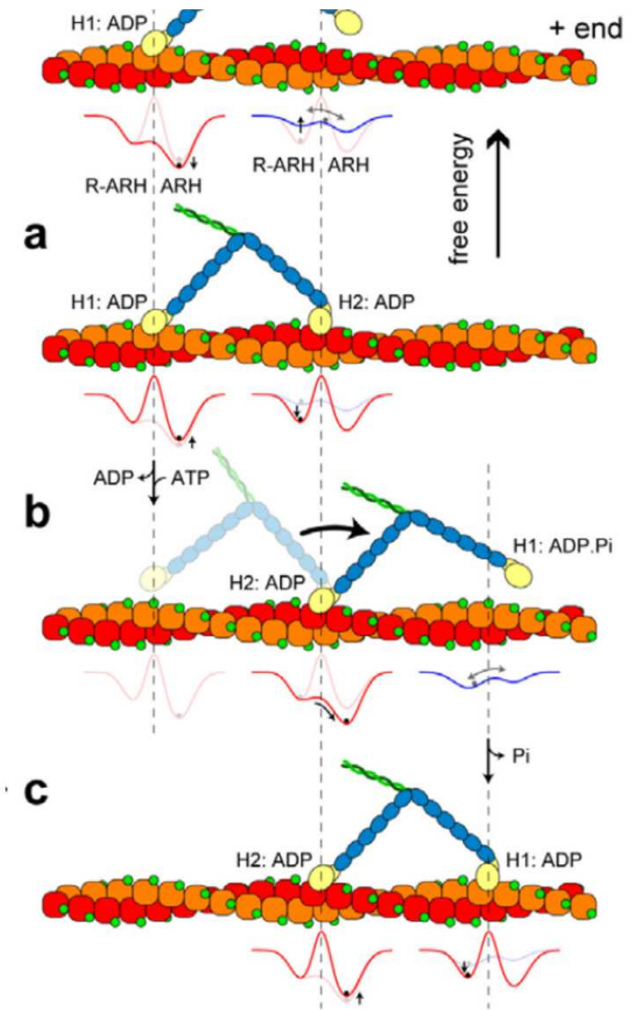 H1: ADP
+ end
R-ARH ARH
R-ARH ARH
free energy
a
H1: ADP
H2: ADP
ADP ATP
b
H2: ADP
H1: ADP.Pi
Pi
c
H2: ADP
H1: ADP